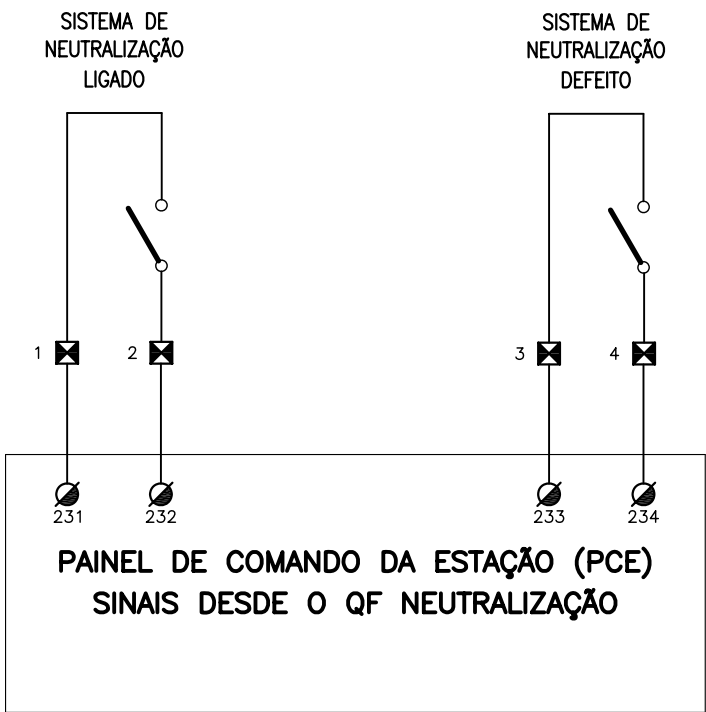 SISTEMA DE
NEUTRALIZAÇÃO
LIGADO
SISTEMA DE
NEUTRALIZAÇÃO
DEFEITO
1
2
3
4
231
232
233
234
PAINEL DE COMANDO DA ESTAÇÃO (PCE)
SINAIS DESDE O QF NEUTRALIZAÇÃO